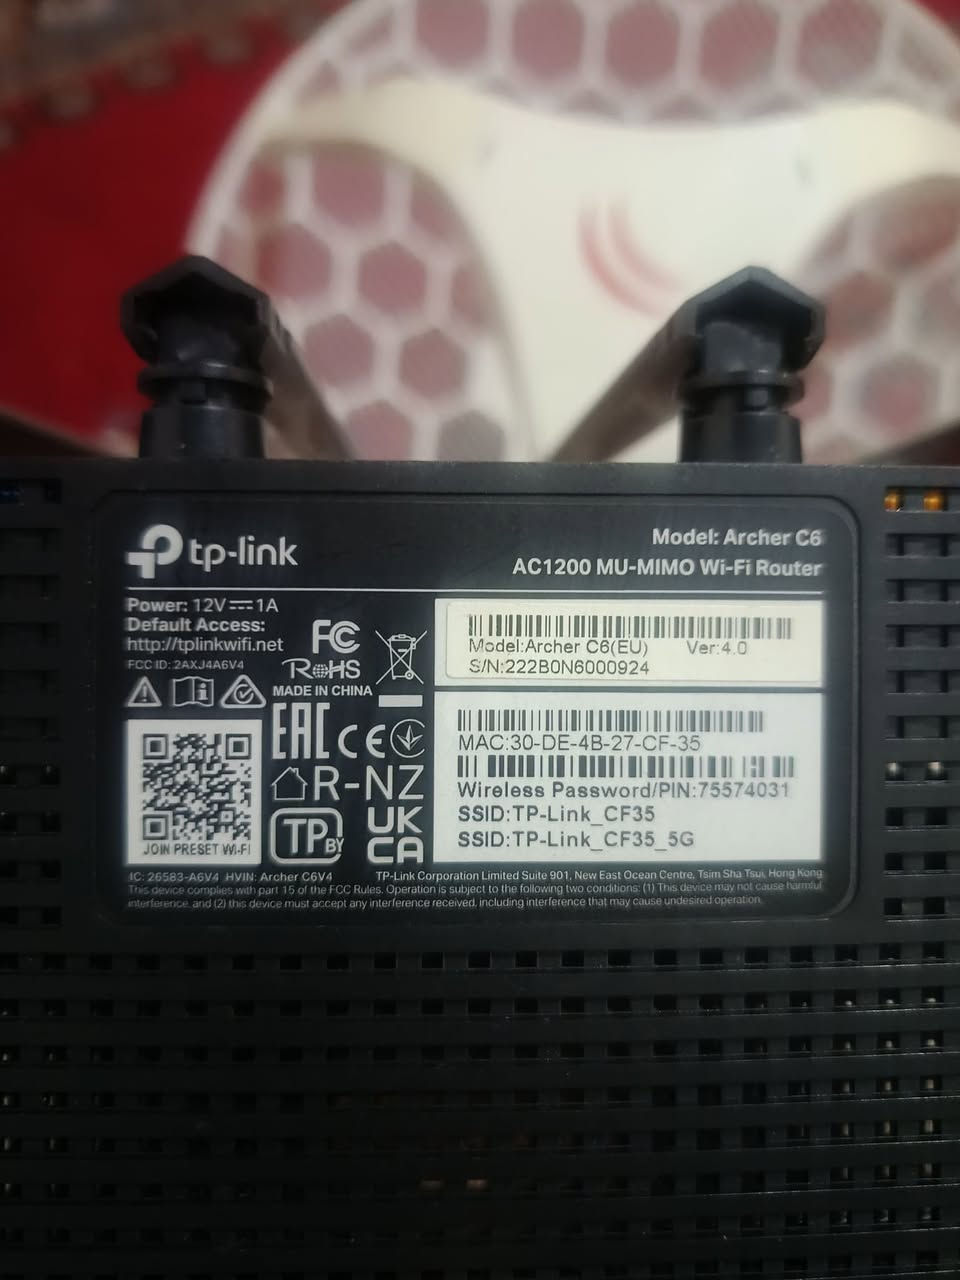 tp-link
Model: Archer C6
AC1200 MU-MIMO Wi-Fi Router
Power: 12V⎓1A
Default Access:
http://tplinkwifi.net
FCC ID: 2AXJ4A6V4
FC
RoHS
MADE IN CHINA
EAC CE
R-NZ
TP BY
UK
CA
JOIN PRESET WI-FI
Model:Archer C6(EU) Ver:4.0
S/N:222B0N6000924
MAC:30-DE-4B-27-CF-35
Wireless Password/PIN:75574031
SSID:TP-Link_CF35
SSID:TP-Link_CF35_5G
IC: 26583-A6V4 HVIN: Archer C6V4
TP-Link Corporation Limited Suite 901, New East Ocean Centre, Tsim Sha Tsui, Hong Kong
This device complies with part 15 of the FCC Rules. Operation is subject to the following two conditions: (1) This device may not cause harmful
interference, and (2) this device must accept any interference received, including interference that may cause undesired operation.